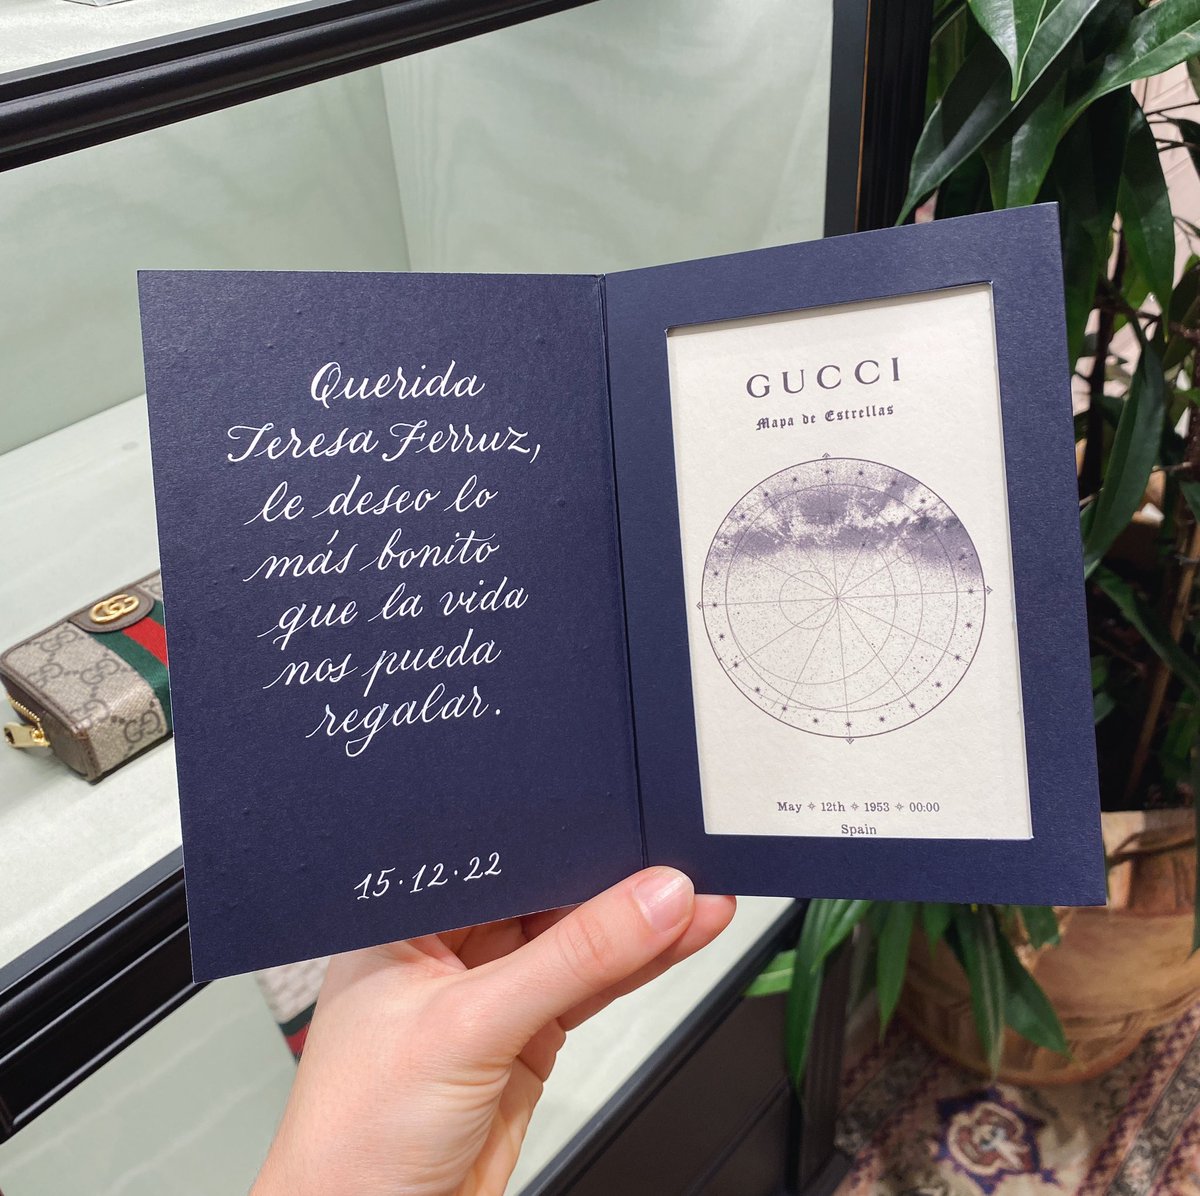 Querida
Teresa Ferruz,
le deseo lo
más bonito
que la vida
nos pueda
regalar.
15·12·22
GUCCI
Mapa de Estrellas
May ✧ 12th ✧ 1953 ✧ 00:00
Spain